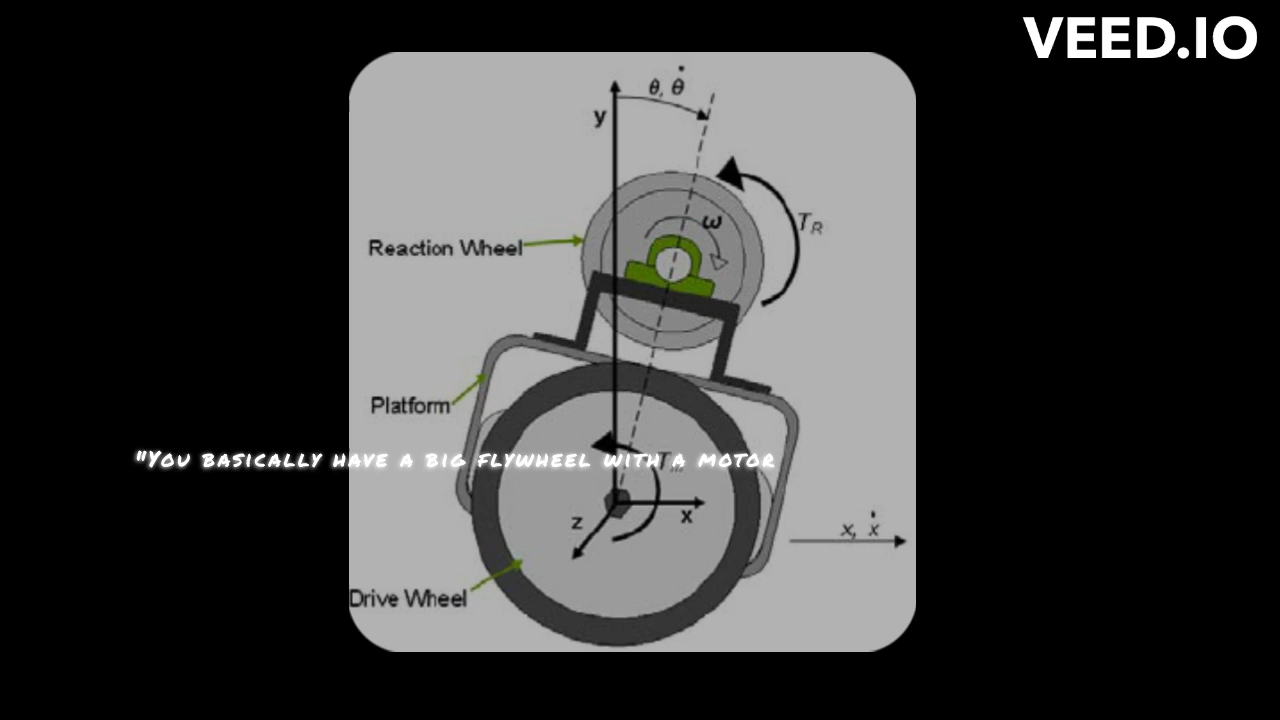 VEED.IO
θ, θ̇
y
T_R
ω
Reaction Wheel
Platform
"You basically have a big flywheel with a motor
x
z
x, ẋ
Drive Wheel